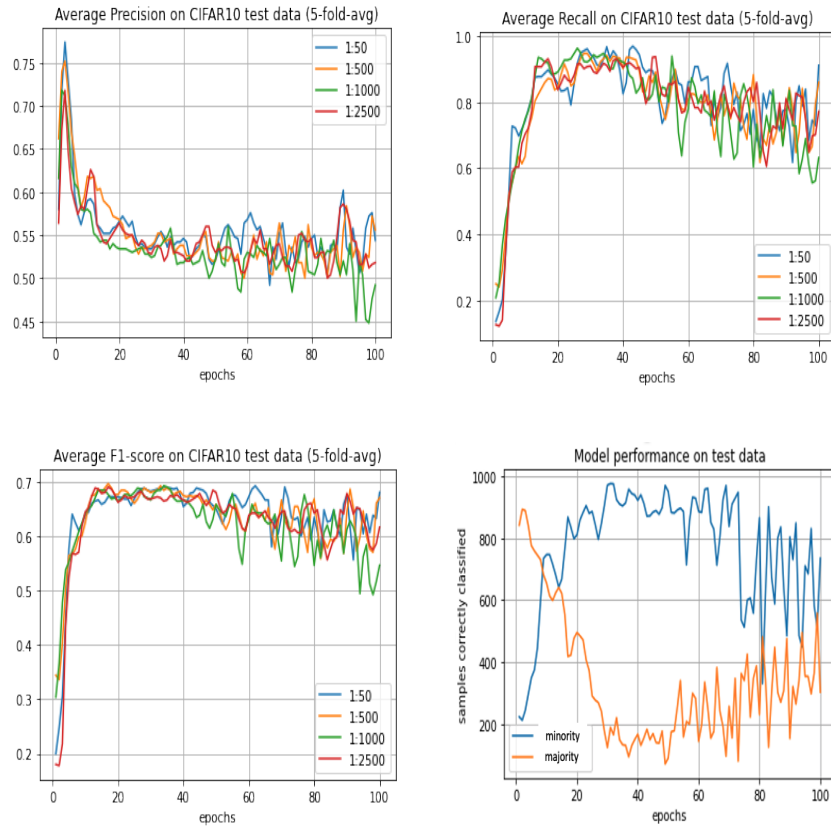 Average Precision on CIFAR10 test data (5-fold-avg)
0.75
0.70
0.65
0.60
0.55
0.50
0.45
1:50
1:500
1:1000
1:2500
0 20 40 60 80 100
epochs
Average Recall on CIFAR10 test data (5-fold-avg)
1.0
0.8
0.6
0.4
0.2
1:50
1:500
1:1000
1:2500
0 20 40 60 80 100
epochs
Average F1-score on CIFAR10 test data (5-fold-avg)
0.7
0.6
0.5
0.4
0.3
0.2
1:50
1:500
1:1000
1:2500
0 20 40 60 80 100
epochs
Model performance on test data
samples correctly classified
1000
800
600
400
200
minority
majority
0 20 40 60 80 100
epochs